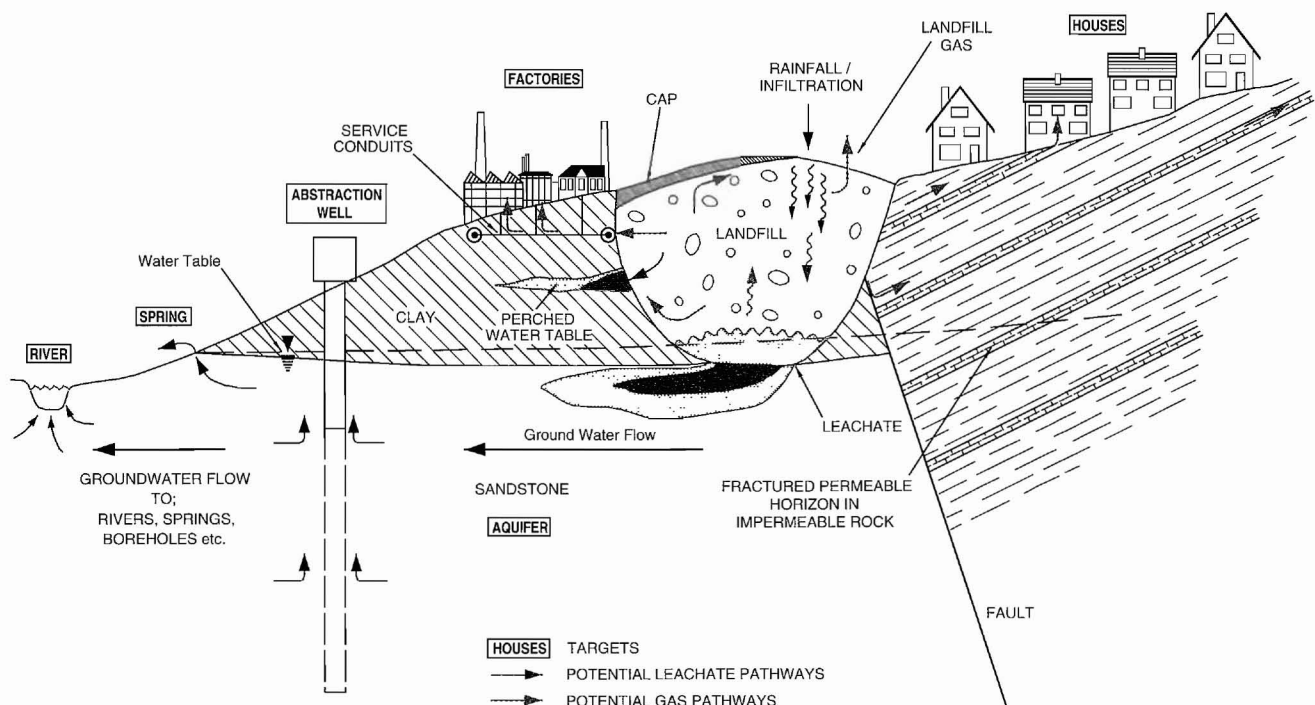 HOUSES
LANDFILL
GAS
RAINFALL /
INFILTRATION
FACTORIES
CAP
SERVICE
CONDUITS
ABSTRACTION
WELL
LANDFILL
Water Table
PERCHED
WATER TABLE
CLAY
SPRING
RIVER
LEACHATE
Ground Water Flow
GROUNDWATER FLOW
TO;
RIVERS, SPRINGS,
BOREHOLES etc.
SANDSTONE
FRACTURED PERMEABLE
HORIZON IN
IMPERMEABLE ROCK
AQUIFER
FAULT
HOUSES TARGETS
POTENTIAL LEACHATE PATHWAYS
POTENTIAL GAS PATHWAYS